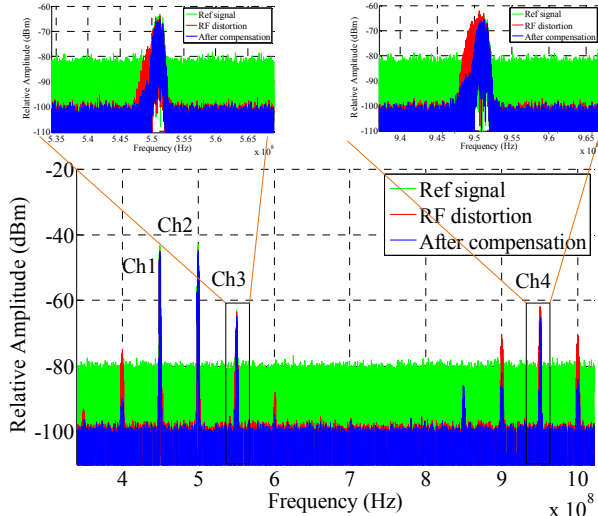 -60
-70
-80
-90
-100
-110
Relative Amplitude (dBm)
Ref signal
RF distortion
After compensation
5.35 5.4 5.45 5.5 5.55 5.6 5.65
Frequency (Hz)
x 10^8
-60
-70
-80
-90
-100
-110
Relative Amplitude (dBm)
Ref signal
RF distortion
After compensation
9.4 9.45 9.5 9.55 9.6 9.65
Frequency (Hz)
x 10
-20
-40
-60
-80
-100
Relative Amplitude (dBm)
Ref signal
RF distortion
After compensation
Ch1
Ch2
Ch3
Ch4
4 5 6 7 8 9 10
Frequency (Hz)
x 10^8